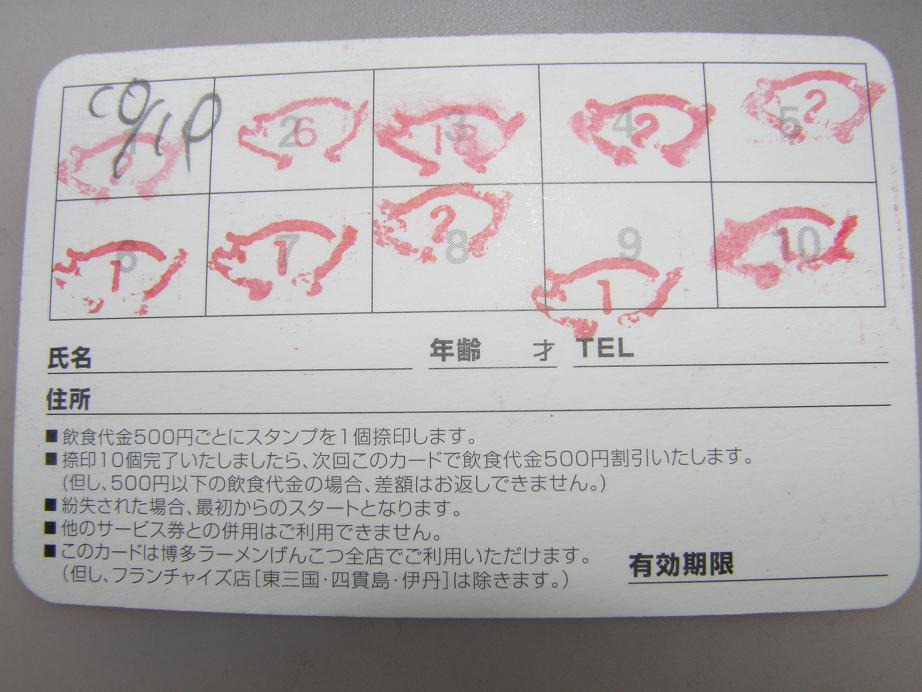 2 3 4 5
7 8 9 10
氏名 年齢 才 TEL
住所
■飲食代金500円ごとにスタンプを1個捺印します。
■捺印10個完了いたしましたら、次回このカードで飲食代金500円割引いたします。
(但し、500円以下の飲食代金の場合、差額はお返しできません。)
■紛失された場合、最初からのスタートとなります。
■他のサービス券との併用はご利用できません。
■このカードは博多ラーメンげんこつ全店でご利用いただけます。
(但し、フランチャイズ店[東三国・四貫島・伊丹]は除きます。)
有効期限